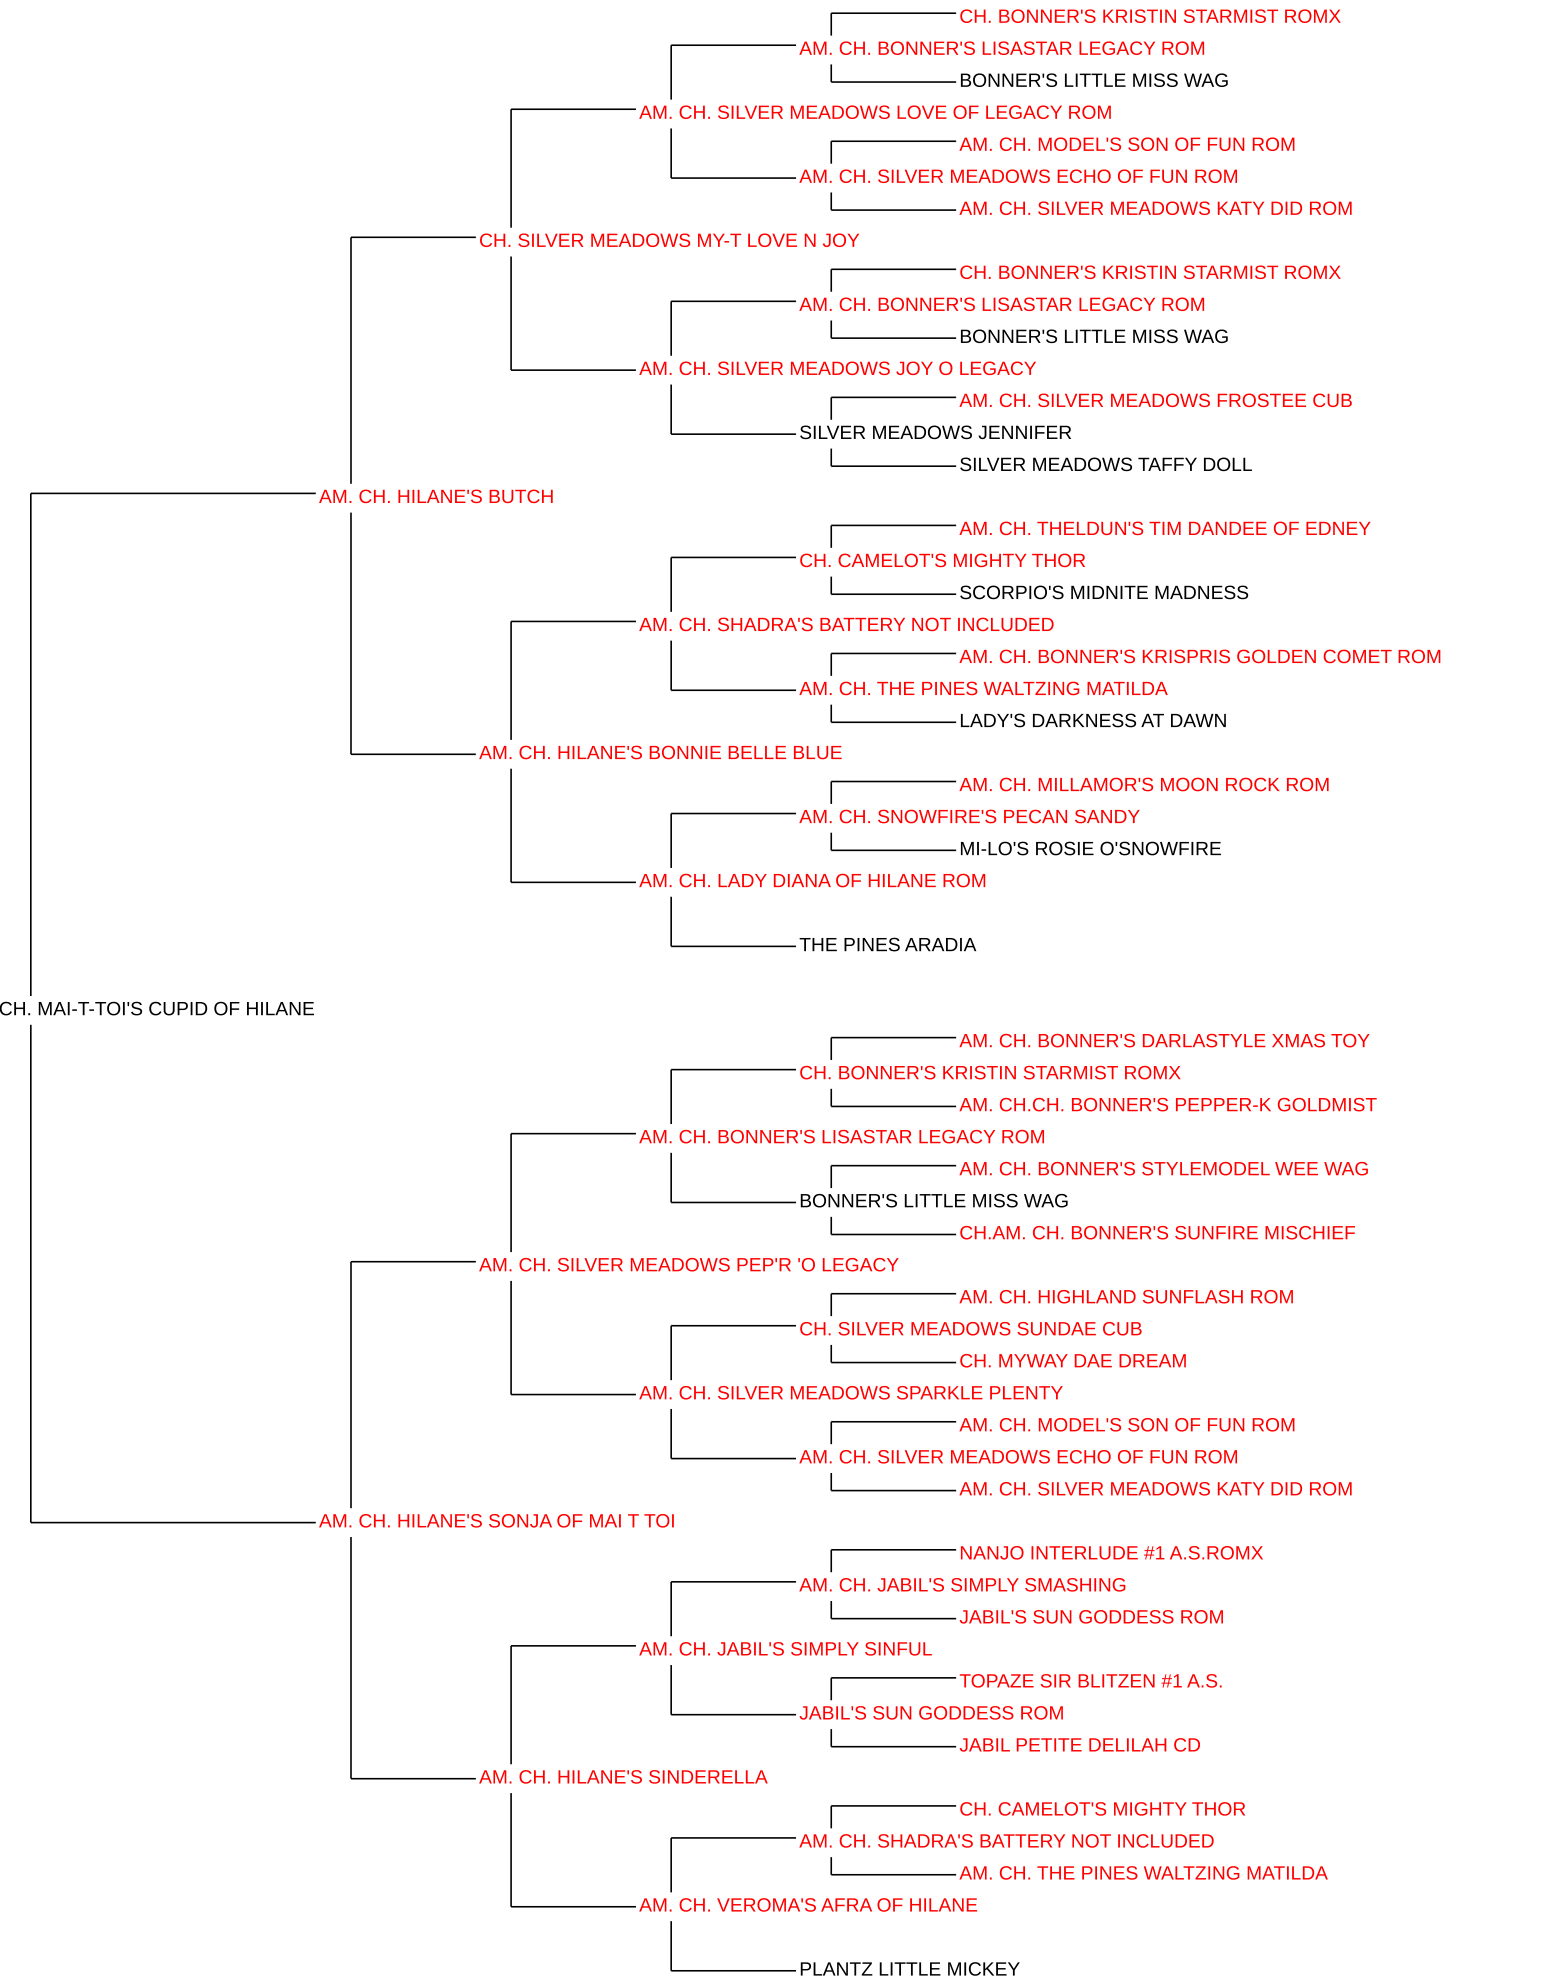 CH. BONNER'S KRISTIN STARMIST ROMX
AM. CH. BONNER'S LISASTAR LEGACY ROM
BONNER'S LITTLE MISS WAG
AM. CH. SILVER MEADOWS LOVE OF LEGACY ROM
AM. CH. MODEL'S SON OF FUN ROM
AM. CH. SILVER MEADOWS ECHO OF FUN ROM
AM. CH. SILVER MEADOWS KATY DID ROM
CH. SILVER MEADOWS MY-T LOVE N JOY
CH. BONNER'S KRISTIN STARMIST ROMX
AM. CH. BONNER'S LISASTAR LEGACY ROM
BONNER'S LITTLE MISS WAG
AM. CH. SILVER MEADOWS JOY O LEGACY
AM. CH. SILVER MEADOWS FROSTEE CUB
SILVER MEADOWS JENNIFER
SILVER MEADOWS TAFFY DOLL
AM. CH. HILANE'S BUTCH
AM. CH. THELDUN'S TIM DANDEE OF EDNEY
CH. CAMELOT'S MIGHTY THOR
SCORPIO'S MIDNITE MADNESS
AM. CH. SHADRA'S BATTERY NOT INCLUDED
AM. CH. BONNER'S KRISPRIS GOLDEN COMET ROM
AM. CH. THE PINES WALTZING MATILDA
LADY'S DARKNESS AT DAWN
AM. CH. HILANE'S BONNIE BELLE BLUE
AM. CH. MILLAMOR'S MOON ROCK ROM
AM. CH. SNOWFIRE'S PECAN SANDY
MI-LO'S ROSIE O'SNOWFIRE
AM. CH. LADY DIANA OF HILANE ROM
THE PINES ARADIA
CH. MAI-T-TOI'S CUPID OF HILANE
AM. CH. BONNER'S DARLASTYLE XMAS TOY
CH. BONNER'S KRISTIN STARMIST ROMX
AM. CH.CH. BONNER'S PEPPER-K GOLDMIST
AM. CH. BONNER'S LISASTAR LEGACY ROM
AM. CH. BONNER'S STYLEMODEL WEE WAG
BONNER'S LITTLE MISS WAG
CH.AM. CH. BONNER'S SUNFIRE MISCHIEF
AM. CH. SILVER MEADOWS PEP'R 'O LEGACY
AM. CH. HIGHLAND SUNFLASH ROM
CH. SILVER MEADOWS SUNDAE CUB
CH. MYWAY DAE DREAM
AM. CH. SILVER MEADOWS SPARKLE PLENTY
AM. CH. MODEL'S SON OF FUN ROM
AM. CH. SILVER MEADOWS ECHO OF FUN ROM
AM. CH. SILVER MEADOWS KATY DID ROM
AM. CH. HILANE'S SONJA OF MAI T TOI
NANJO INTERLUDE #1 A.S.ROMX
AM. CH. JABIL'S SIMPLY SMASHING
JABIL'S SUN GODDESS ROM
AM. CH. JABIL'S SIMPLY SINFUL
TOPAZE SIR BLITZEN #1 A.S.
JABIL'S SUN GODDESS ROM
JABIL PETITE DELILAH CD
AM. CH. HILANE'S SINDERELLA
CH. CAMELOT'S MIGHTY THOR
AM. CH. SHADRA'S BATTERY NOT INCLUDED
AM. CH. THE PINES WALTZING MATILDA
AM. CH. VEROMA'S AFRA OF HILANE
PLANTZ LITTLE MICKEY